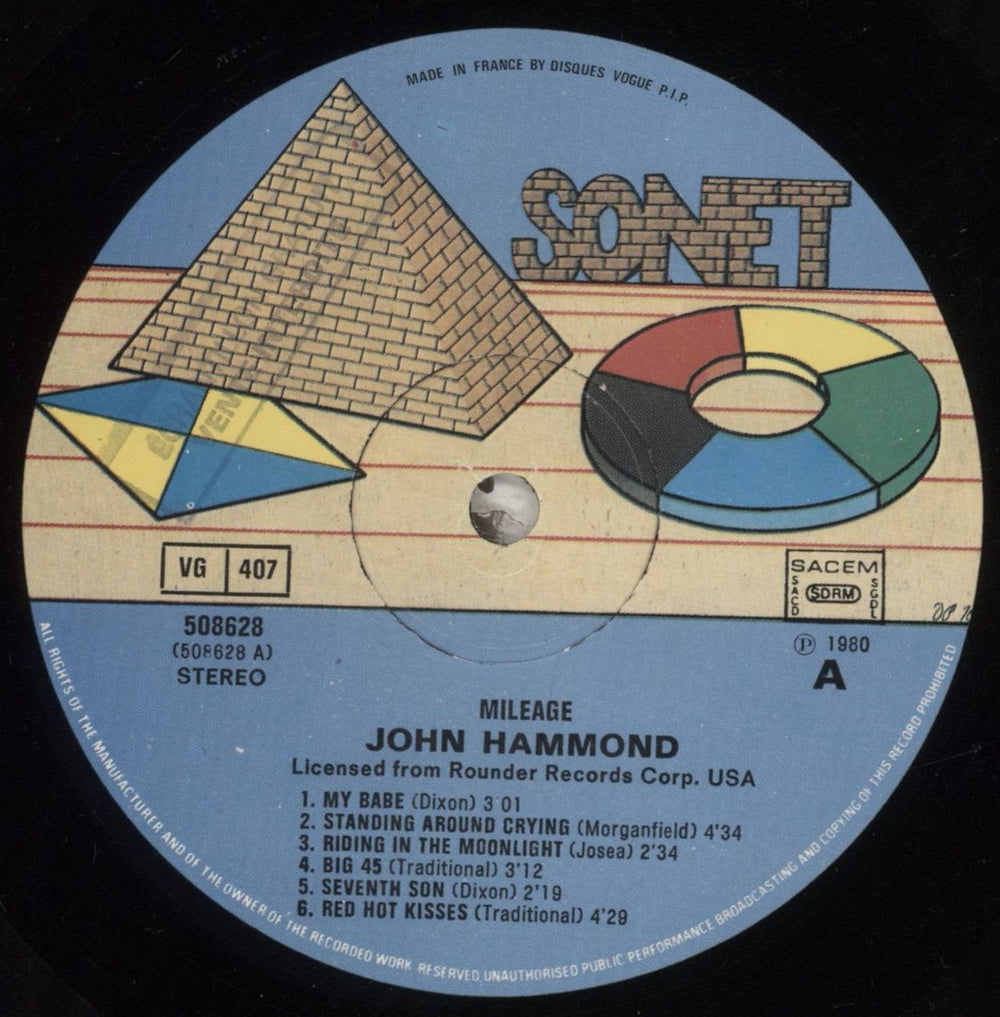 MADE IN FRANCE BY DISQUES VOGUE P.I.P.
SONET
VG 407
SACEM
SACD SDRM SGDL
508628
(508628 A)
STEREO
℗ 1980
A
MILEAGE
JOHN HAMMOND
Licensed from Rounder Records Corp. USA
1. MY BABE (Dixon) 3'01
2. STANDING AROUND CRYING (Morganfield) 4'34
3. RIDING IN THE MOONLIGHT (Josea) 2'34
4. BIG 45 (Traditional) 3'12
5. SEVENTH SON (Dixon) 2'19
6. RED HOT KISSES (Traditional) 4'29
ALL RIGHTS OF THE MANUFACTURER AND OF THE OWNER OF THE RECORDED WORK RESERVED. UNAUTHORISED PUBLIC PERFORMANCE BROADCASTING AND COPYING OF THIS RECORD PROHIBITED